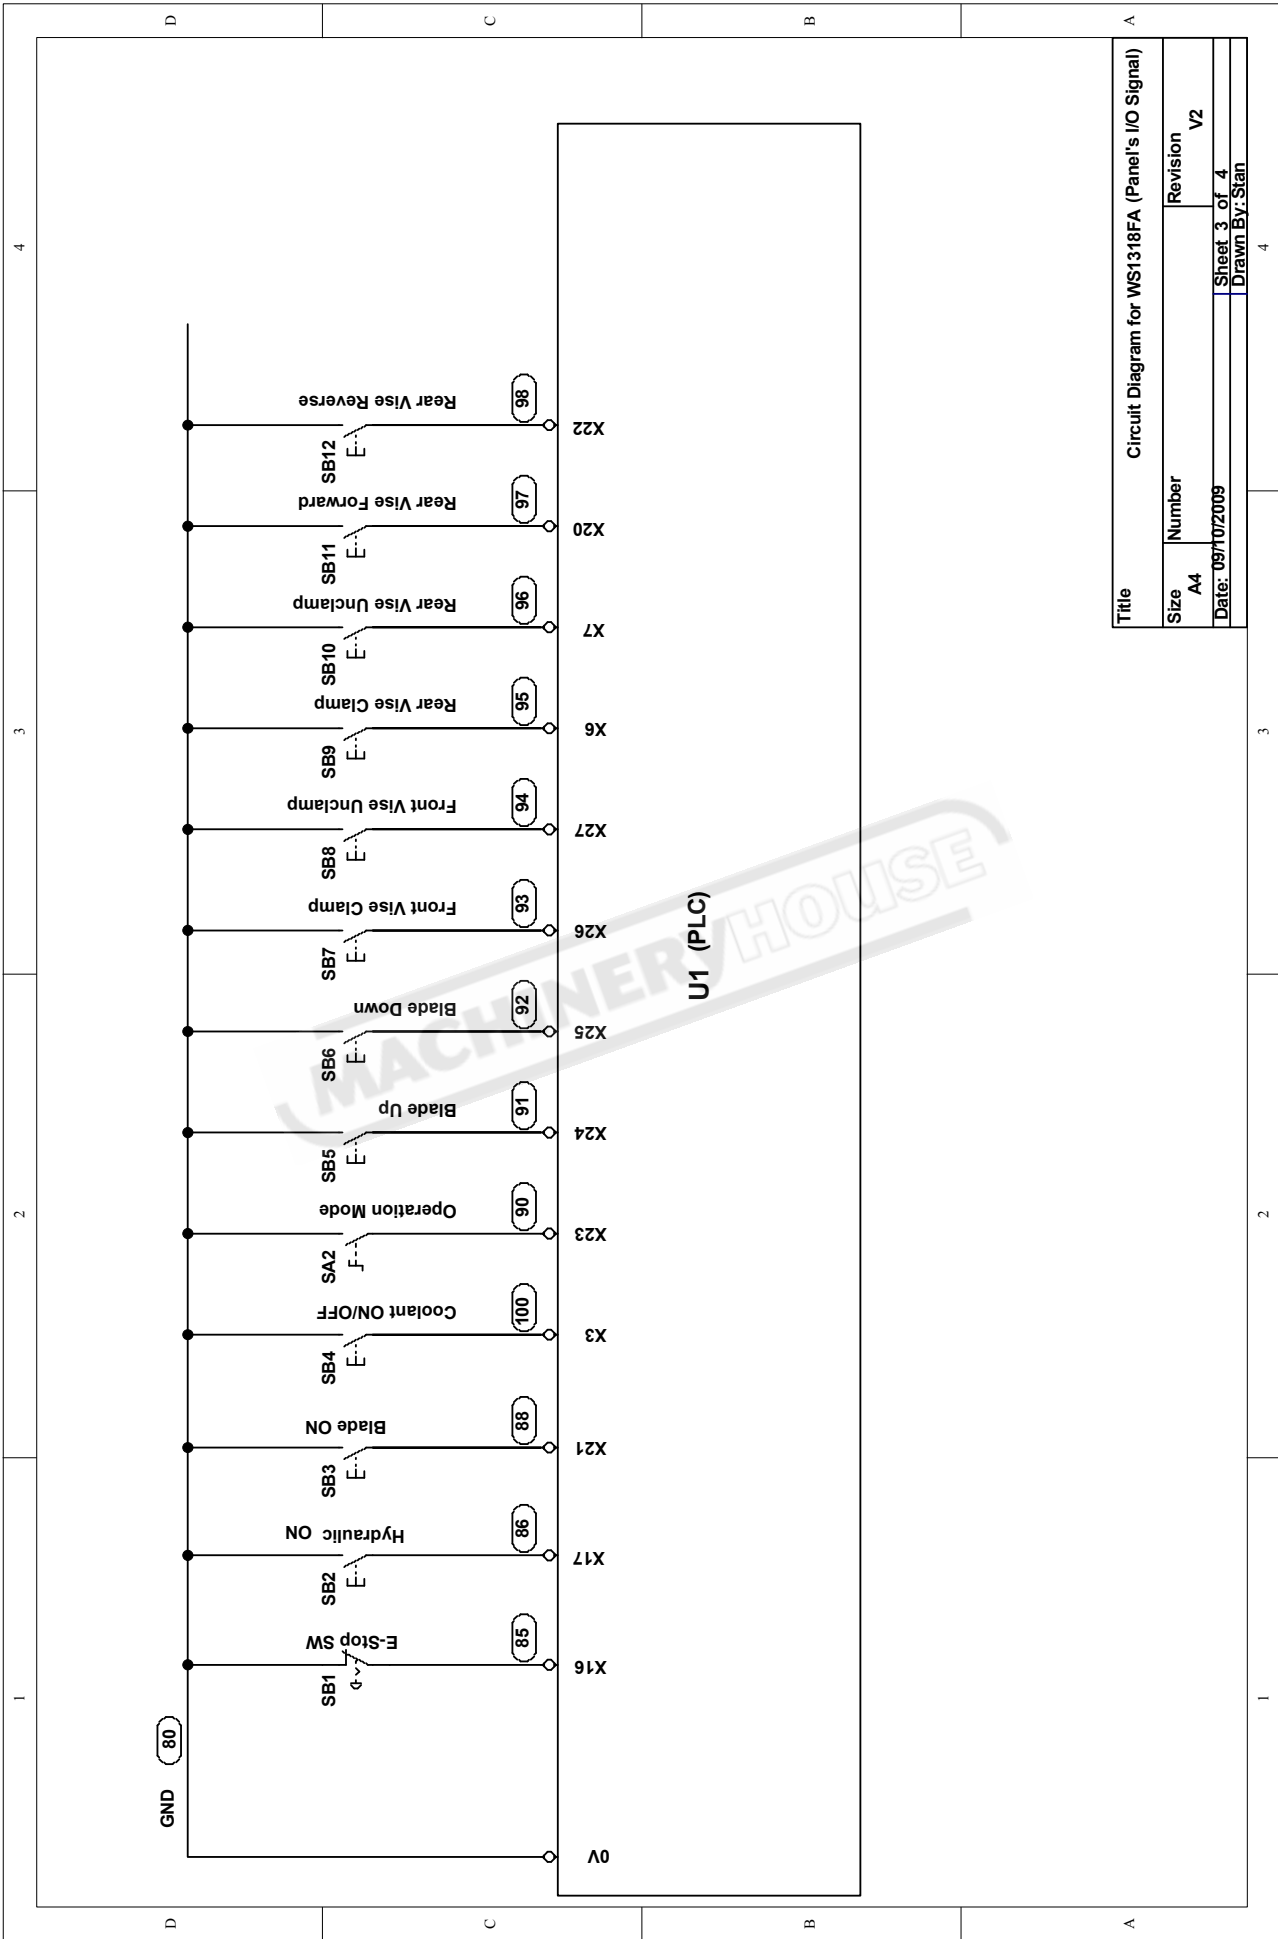 1 2 3 4
D
C
B
A
GND 80
SB1 E-Stop SW 85 X16
SB2 Hydraulic ON 86 X17
SB3 Blade ON 88 X21
SB4 Coolant ON/OFF 100 X3
SA2 Operation Mode 90 X23
SB5 Blade Up 91 X24
SB6 Blade Down 92 X25
SB7 Front Vise Clamp 93 X26
SB8 Front Vise Unclamp 94 X27
SB9 Rear Vise Clamp 95 X6
SB10 Rear Vise Unclamp 96 X7
SB11 Rear Vise Forward 97 X20
SB12 Rear Vise Reverse 98 X22
0V
U1 (PLC)
MACHINERYHOUSE
Title
Circuit Diagram for WS1318FA (Panel's I/O Signal)
Size Number Revision
A4 V2
Date: 09/10/2009 Sheet 3 of 4
Drawn By: Stan
D
C
B
A
1 2 3 4